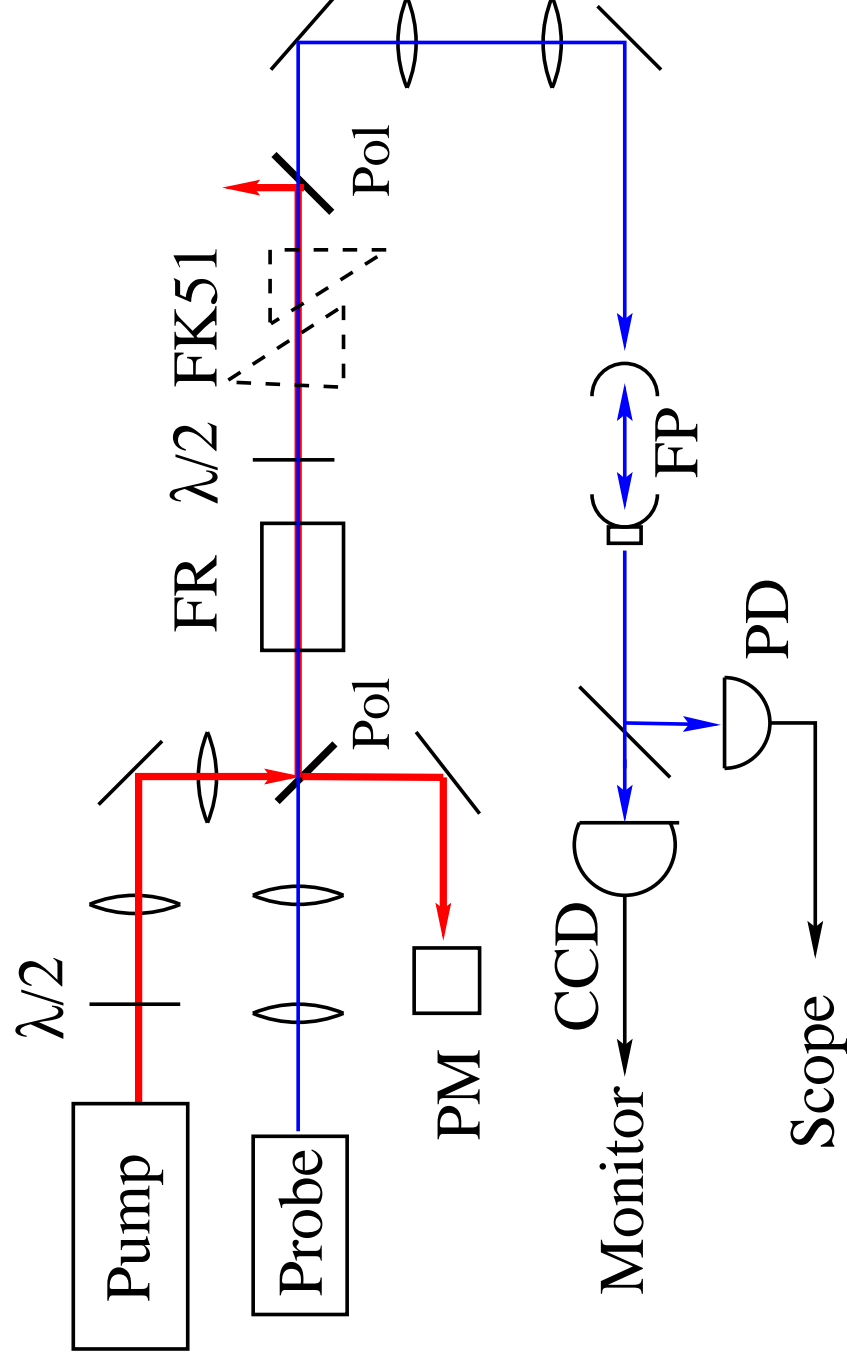 Pump
λ/2
Probe
PM
Pol
FR
λ/2
FK51
Pol
FP
PD
CCD
Monitor
Scope